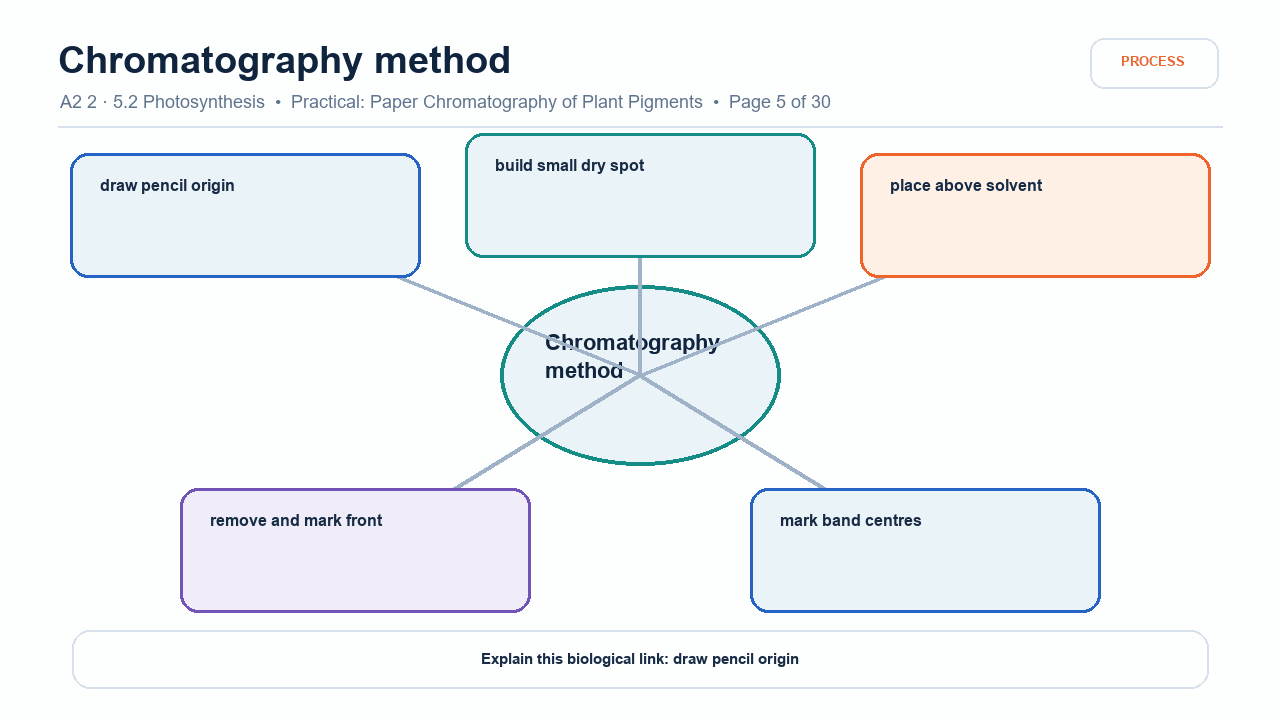 Chromatography method
PROCESS
A2 2 · 5.2 Photosynthesis • Practical: Paper Chromatography of Plant Pigments • Page 5 of 30
draw pencil origin
build small dry spot
place above solvent
Chromatography
method
remove and mark front
mark band centres
Explain this biological link: draw pencil origin